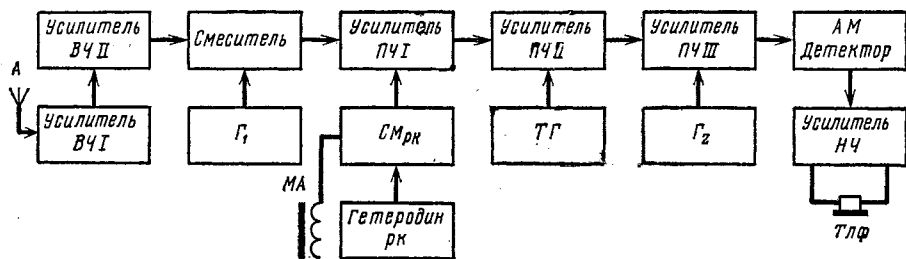 Усилитель
ВЧ II
Смеситель
Усилитель
ПЧ I
Усилитель
ПЧ II
Усилитель
ПЧ III
АМ
Детектор
А
Усилитель
ВЧ I
Г1
СМрк
ТГ
Г2
Усилитель
НЧ
МА
Гетеродин
рк
Тлф